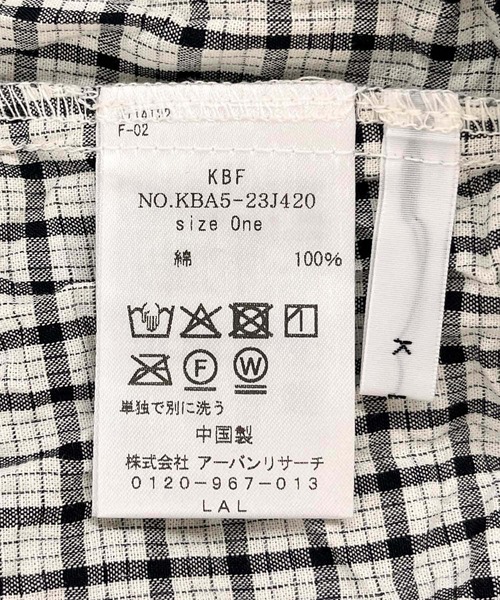 F-02
KBF
NO.KBA5-23J420
size One
綿 100%
F W
単独で別に洗う
中国製
株式会社 アーバンリサーチ
0120-967-013
LAL
K